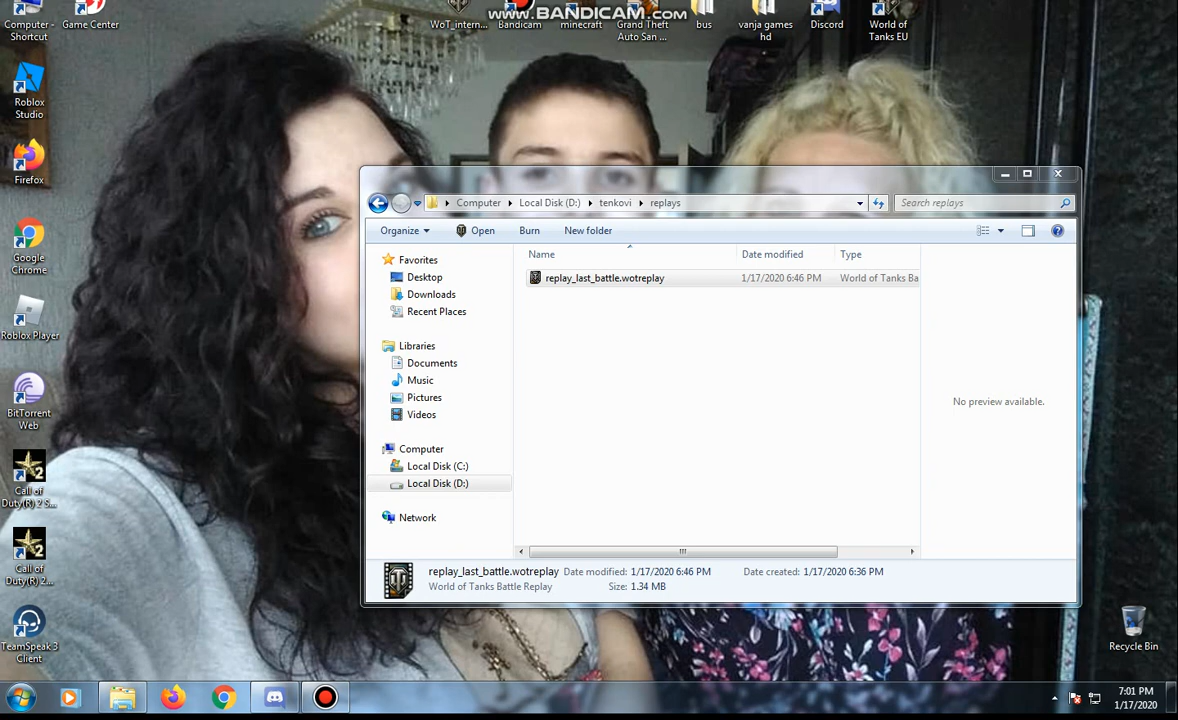 www.BANDICAM.com
Computer - Shortcut
Game Center
WoT_intern...
Bandicam
minecraft
Grand Theft Auto San ...
bus
vanja games hd
Discord
World of Tanks EU
Roblox Studio
Firefox
Google Chrome
Roblox Player
BitTorrent Web
Call of Duty(R) 2 S...
Call of Duty(R) 2...
TeamSpeak 3 Client
Recycle Bin
Computer
Local Disk (D:)
tenkovi
replays
Search replays
Organize
Open
Burn
New folder
Favorites
Desktop
Downloads
Recent Places
Libraries
Documents
Music
Pictures
Videos
Computer
Local Disk (C:)
Local Disk (D:)
Network
Name
Date modified
Type
replay_last_battle.wotreplay
1/17/2020 6:46 PM
World of Tanks Ba
No preview available.
replay_last_battle.wotreplay Date modified: 1/17/2020 6:46 PM Date created: 1/17/2020 6:36 PM
World of Tanks Battle Replay Size: 1.34 MB
7:01 PM
1/17/2020